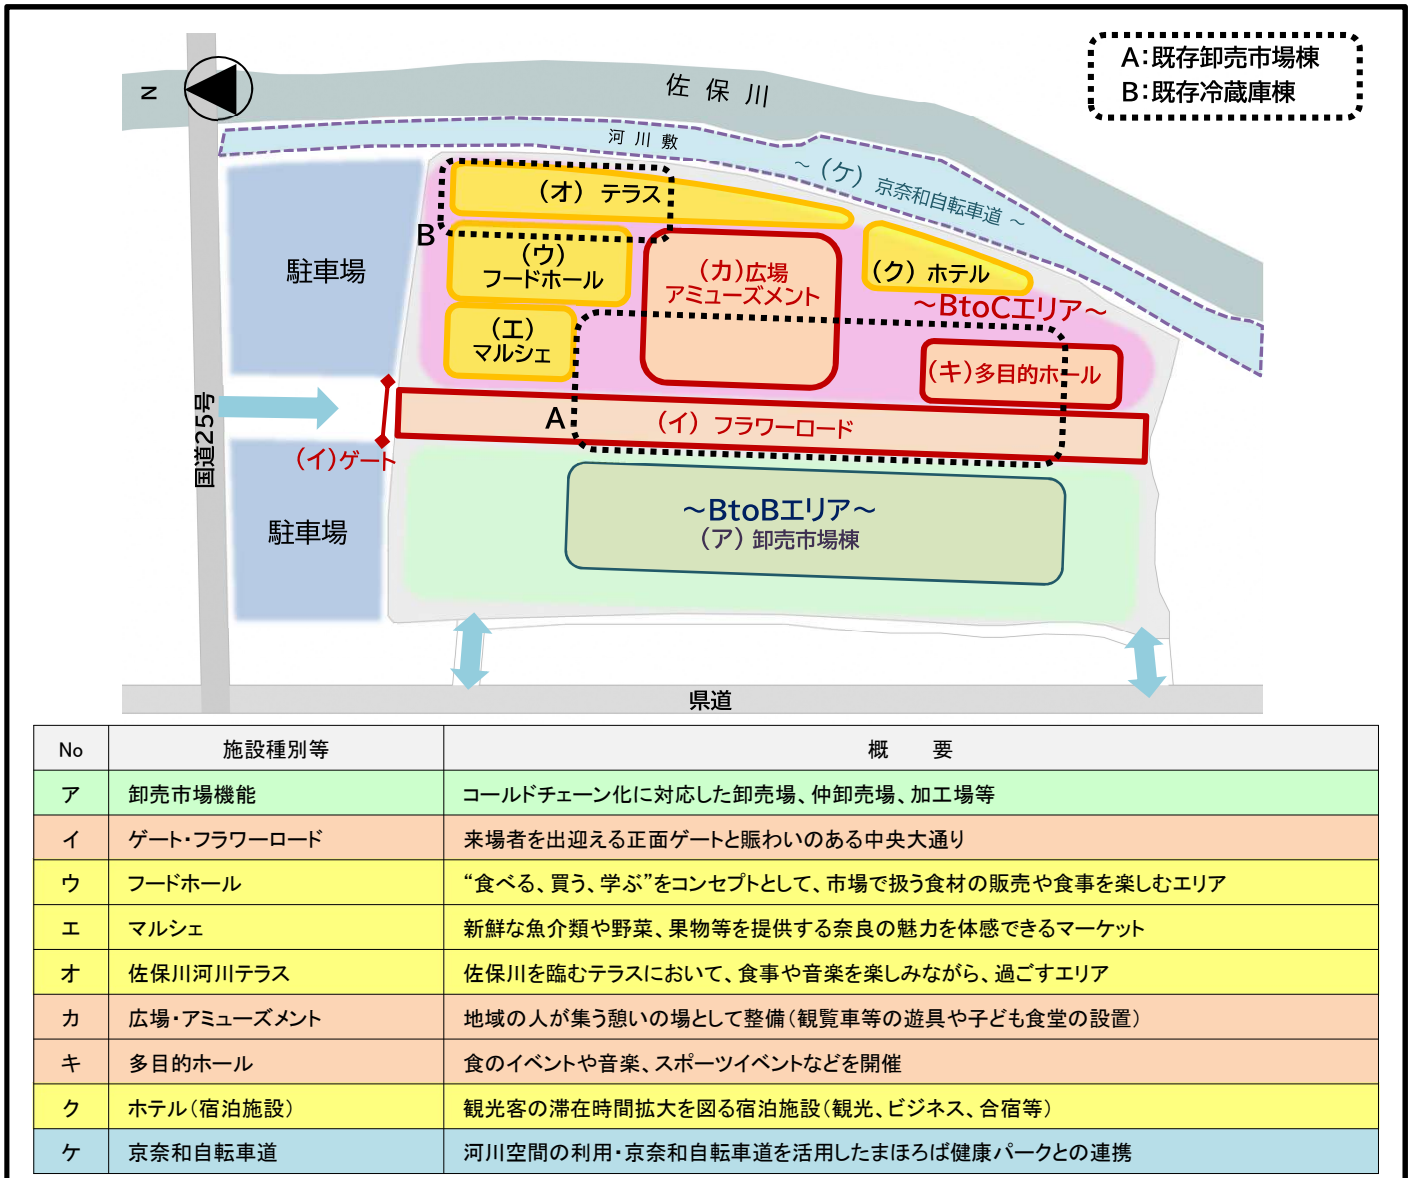 A:既存卸売市場棟
B:既存冷蔵庫棟
N
佐保川
河川敷
~(ケ)京奈和自転車道~
(オ)テラス
B
駐車場
(ウ)
フードホール
(カ)広場
アミューズメント
(ク)ホテル
~BtoCエリア~
(エ)
マルシェ
(キ)多目的ホール
国道25号
A
(イ)フラワーロード
(イ)ゲート
駐車場
~BtoBエリア~
(ア)卸売市場棟
県道
No 施設種別等 概 要
ア 卸売市場機能 コールドチェーン化に対応した卸売場、仲卸売場、加工場等
イ ゲート・フラワーロード 来場者を出迎える正面ゲートと賑わいのある中央大通り
ウ フードホール “食べる、買う、学ぶ”をコンセプトとして、市場で扱う食材の販売や食事を楽しむエリア
エ マルシェ 新鮮な魚介類や野菜、果物等を提供する奈良の魅力を体感できるマーケット
オ 佐保川河川テラス 佐保川を臨むテラスにおいて、食事や音楽を楽しみながら、過ごすエリア
カ 広場・アミューズメント 地域の人が集う憩いの場として整備(観覧車等の遊具や子ども食堂の設置)
キ 多目的ホール 食のイベントや音楽、スポーツイベントなどを開催
ク ホテル(宿泊施設) 観光客の滞在時間拡大を図る宿泊施設(観光、ビジネス、合宿等)
ケ 京奈和自転車道 河川空間の利用・京奈和自転車道を活用したまほろば健康パークとの連携